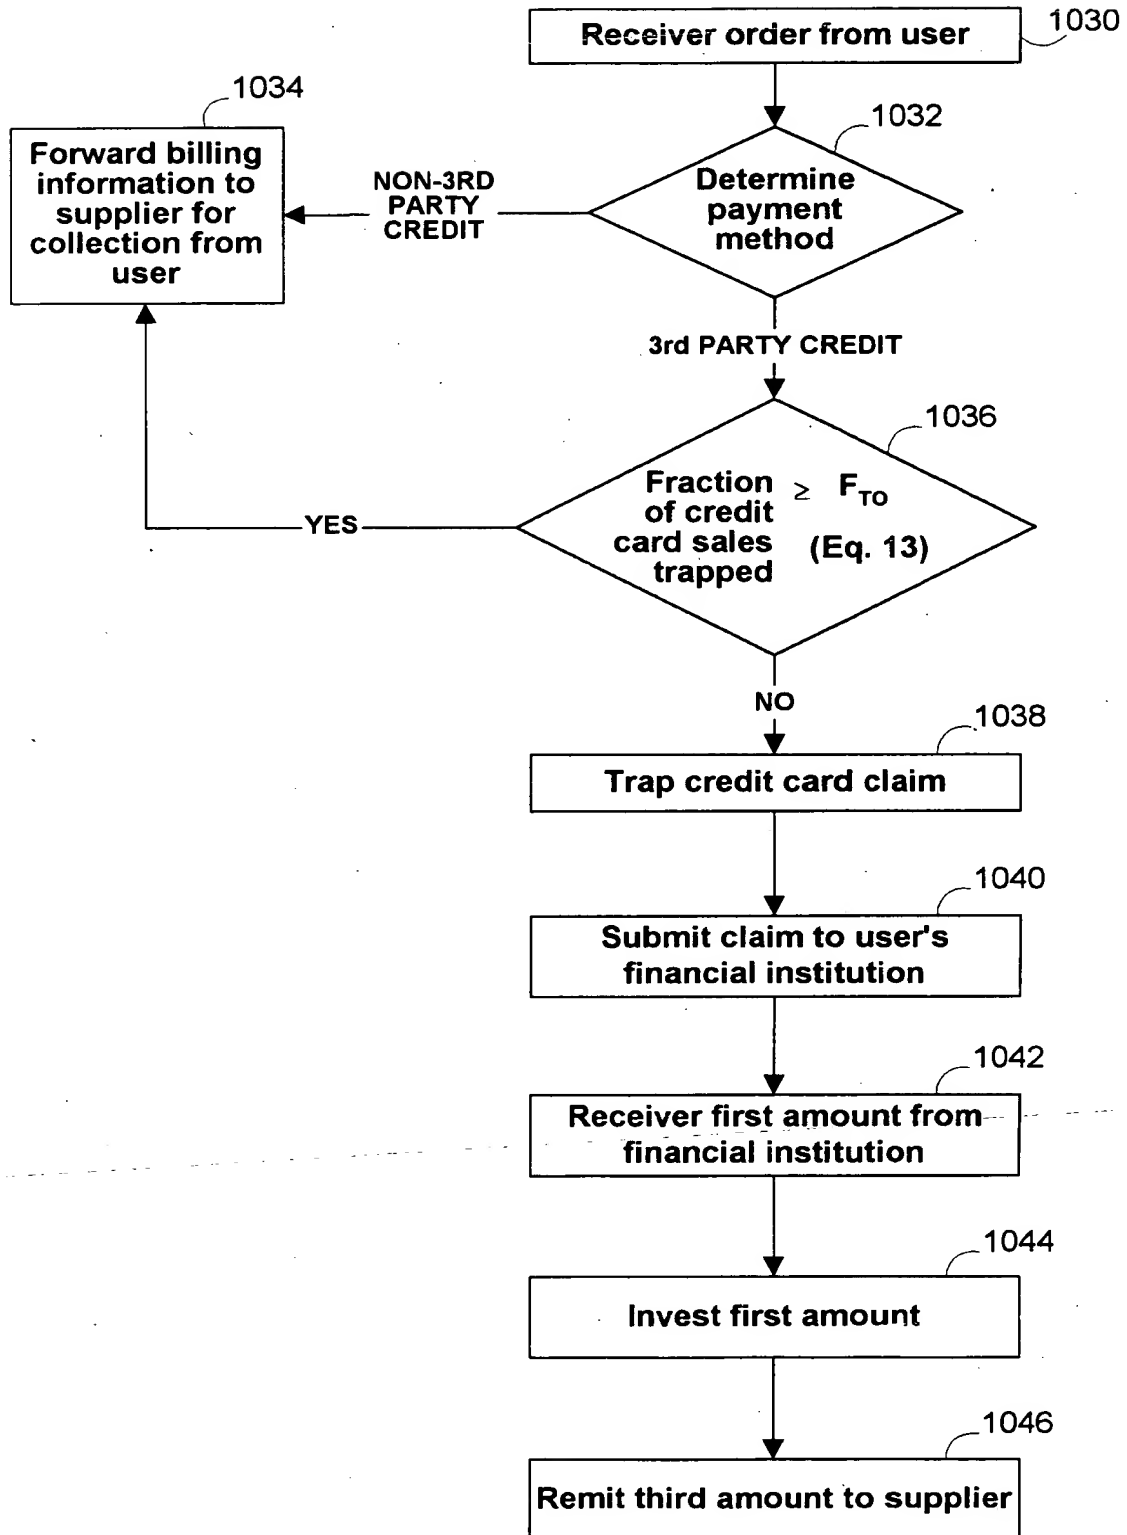 Receiver order from user
1030
1034
1032
Forward billing
information to
supplier for
collection from
user
NON-3RD
PARTY
CREDIT
Determine
payment
method
3rd PARTY CREDIT
1036
Fraction
of credit
card sales
trapped
≥ F_TO
(Eq. 13)
YES
NO
1038
Trap credit card claim
1040
Submit claim to user's
financial institution
1042
Receiver first amount from
financial institution
1044
Invest first amount
1046
Remit third amount to supplier